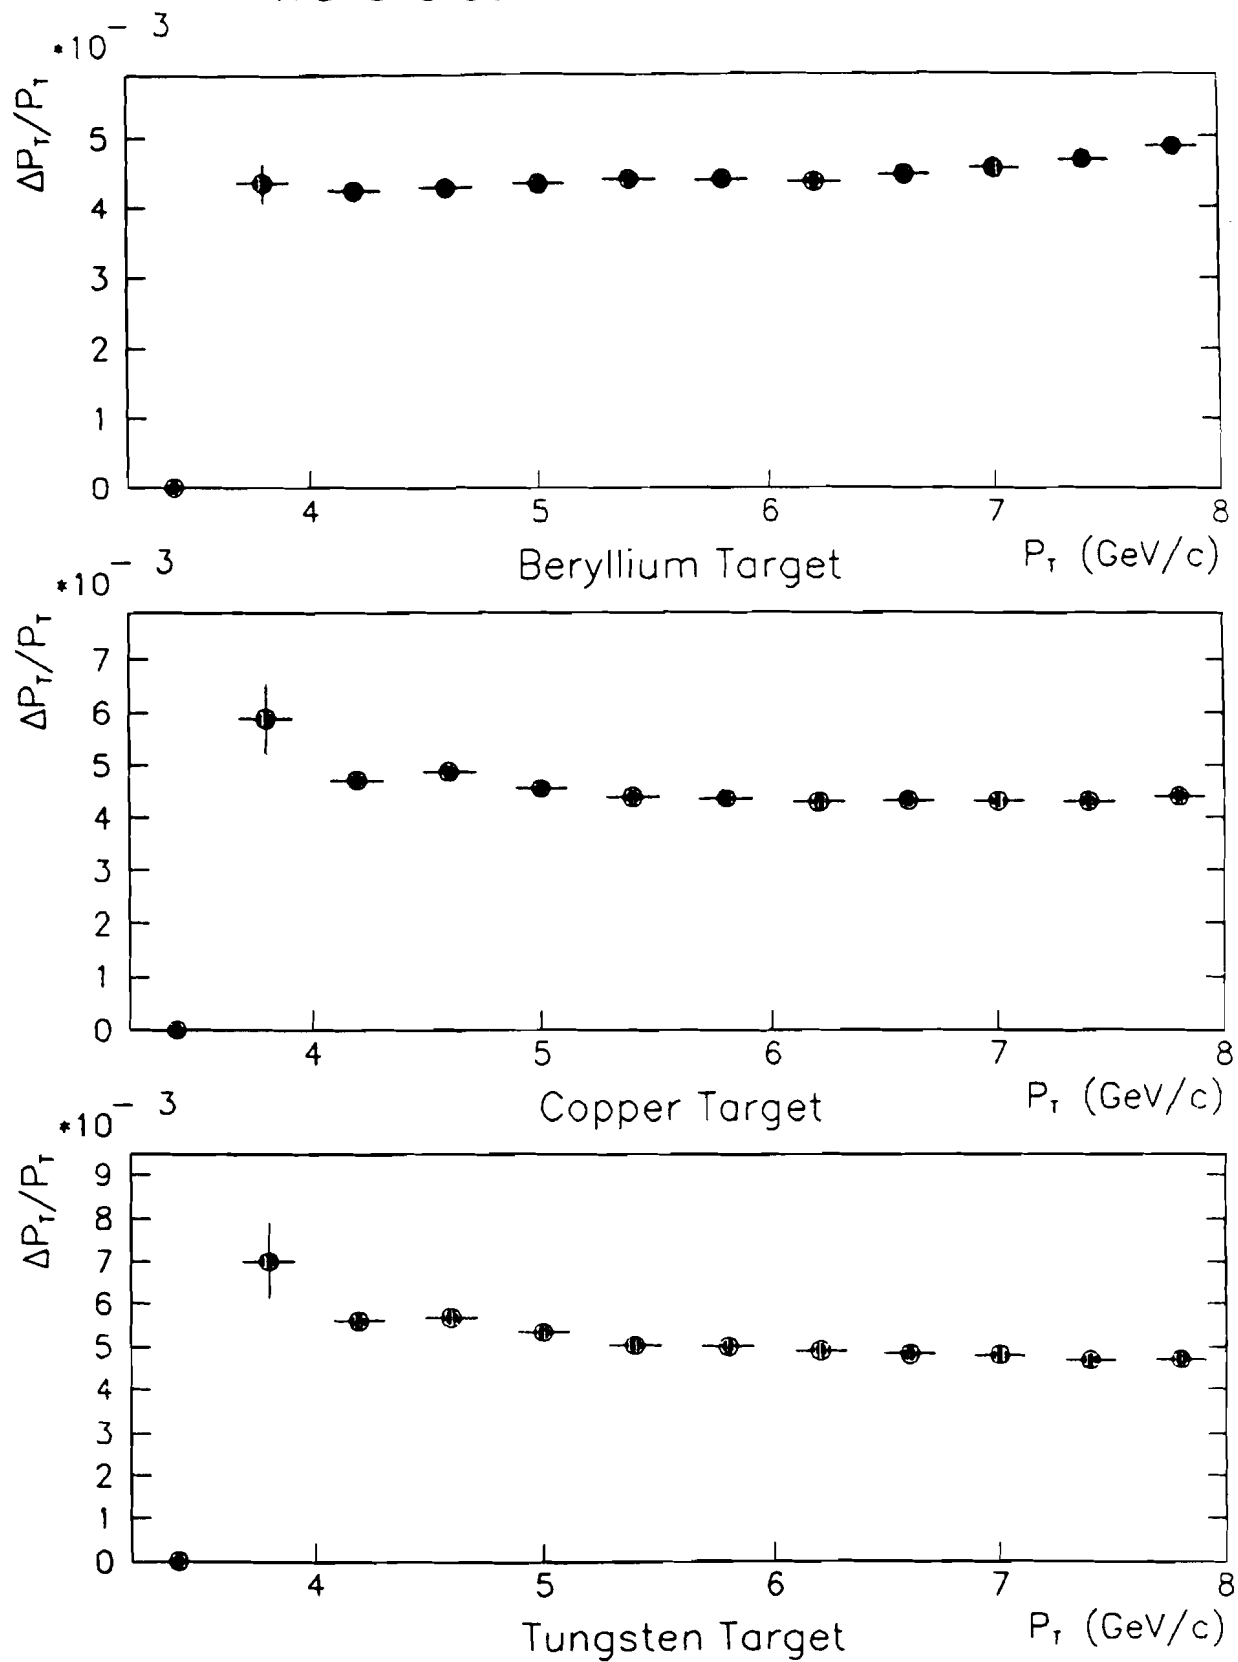 *10⁻³
ΔP_T/P_T
5
4
3
2
1
0
4 5 6 7 8
Beryllium Target
P_T (GeV/c)
*10⁻³
ΔP_T/P_T
7
6
5
4
3
2
1
0
4 5 6 7 8
Copper Target
P_T (GeV/c)
*10⁻³
ΔP_T/P_T
9
8
7
6
5
4
3
2
1
0
4 5 6 7 8
Tungsten Target
P_T (GeV/c)